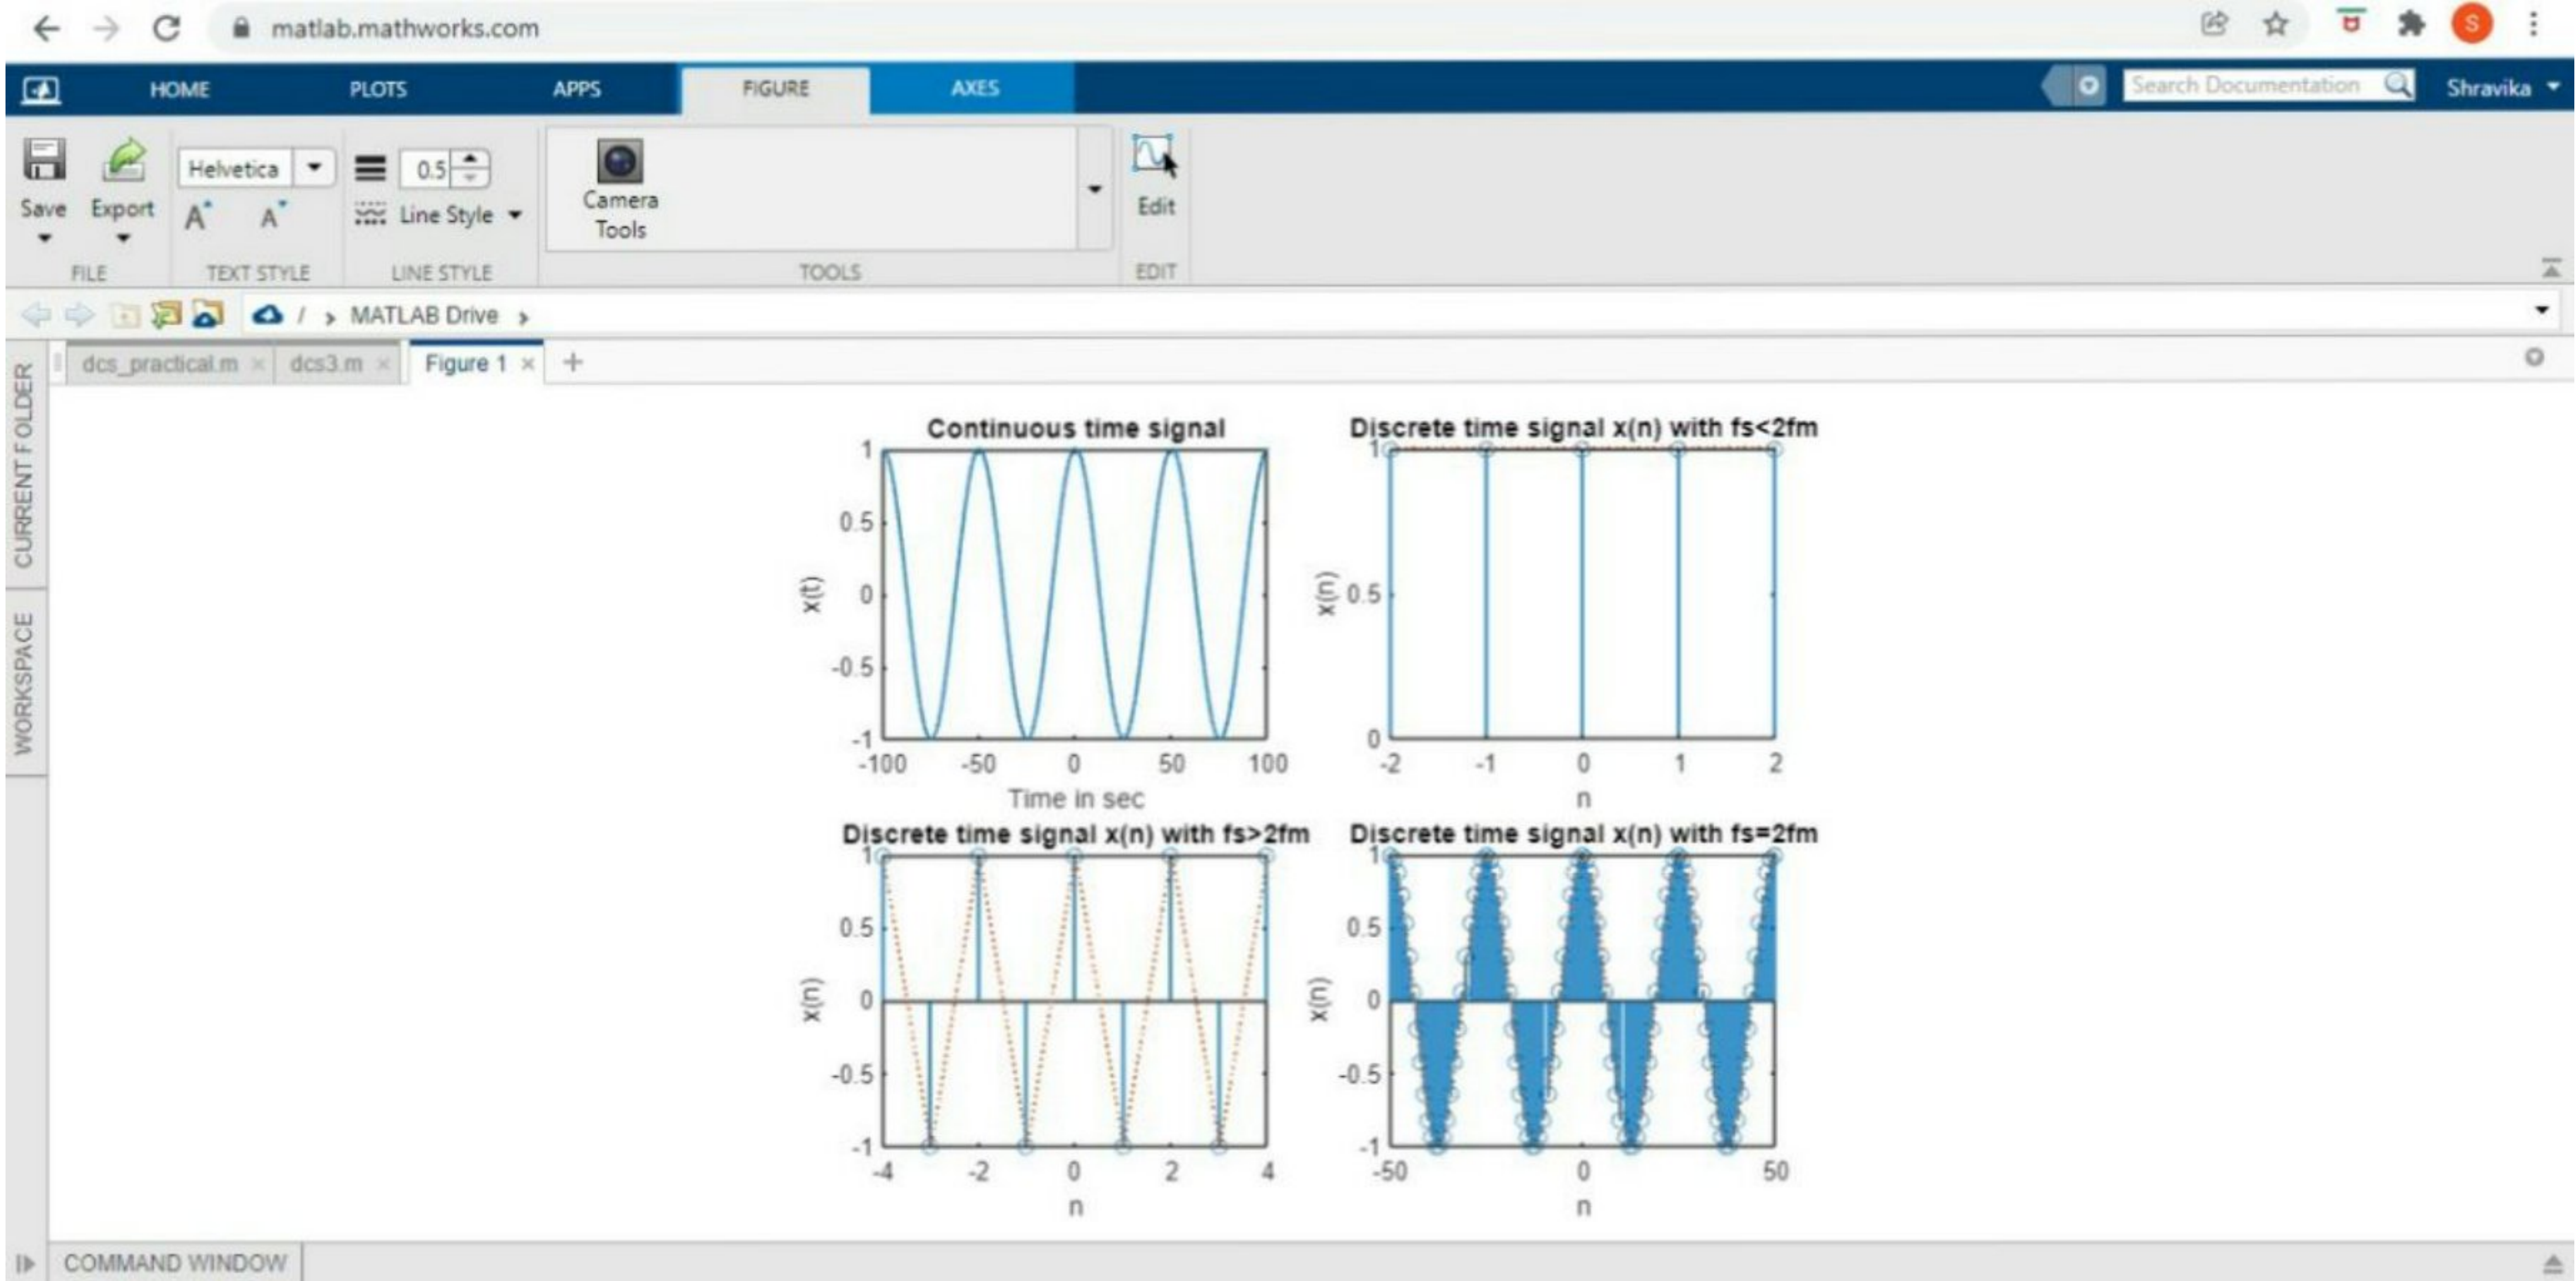 matlab.mathworks.com
S
HOME PLOTS APPS FIGURE AXES
Search Documentation
Shravika
Save
Export
Helvetica
A A
0.5
Line Style
Camera
Tools
Edit
FILE TEXT STYLE LINE STYLE TOOLS EDIT
/ > MATLAB Drive >
dcs_practical.m × dcs3.m × Figure 1 × +
CURRENT FOLDER
WORKSPACE
Continuous time signal
1
0.5
0
-0.5
-1
x(t)
-100 -50 0 50 100
Time in sec
Discrete time signal x(n) with fs<2fm
1
0.5
0
x(n)
-2 -1 0 1 2
n
Discrete time signal x(n) with fs>2fm
1
0.5
0
-0.5
-1
x(n)
-4 -2 0 2 4
n
Discrete time signal x(n) with fs=2fm
1
0.5
0
-0.5
-1
x(n)
-50 0 50
n
COMMAND WINDOW